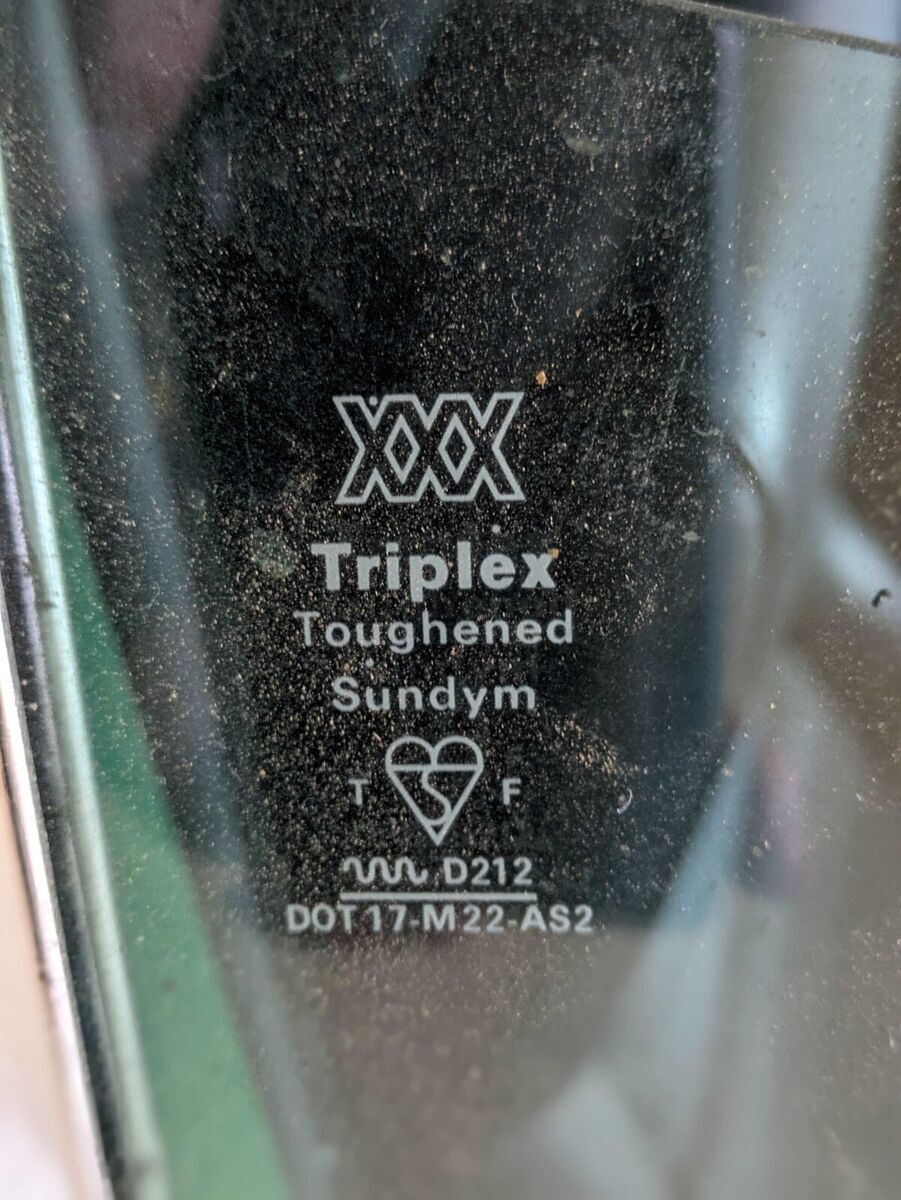 XXX
Triplex
Toughened
Sundym
T S F
D212
DOT 17-M22-AS2